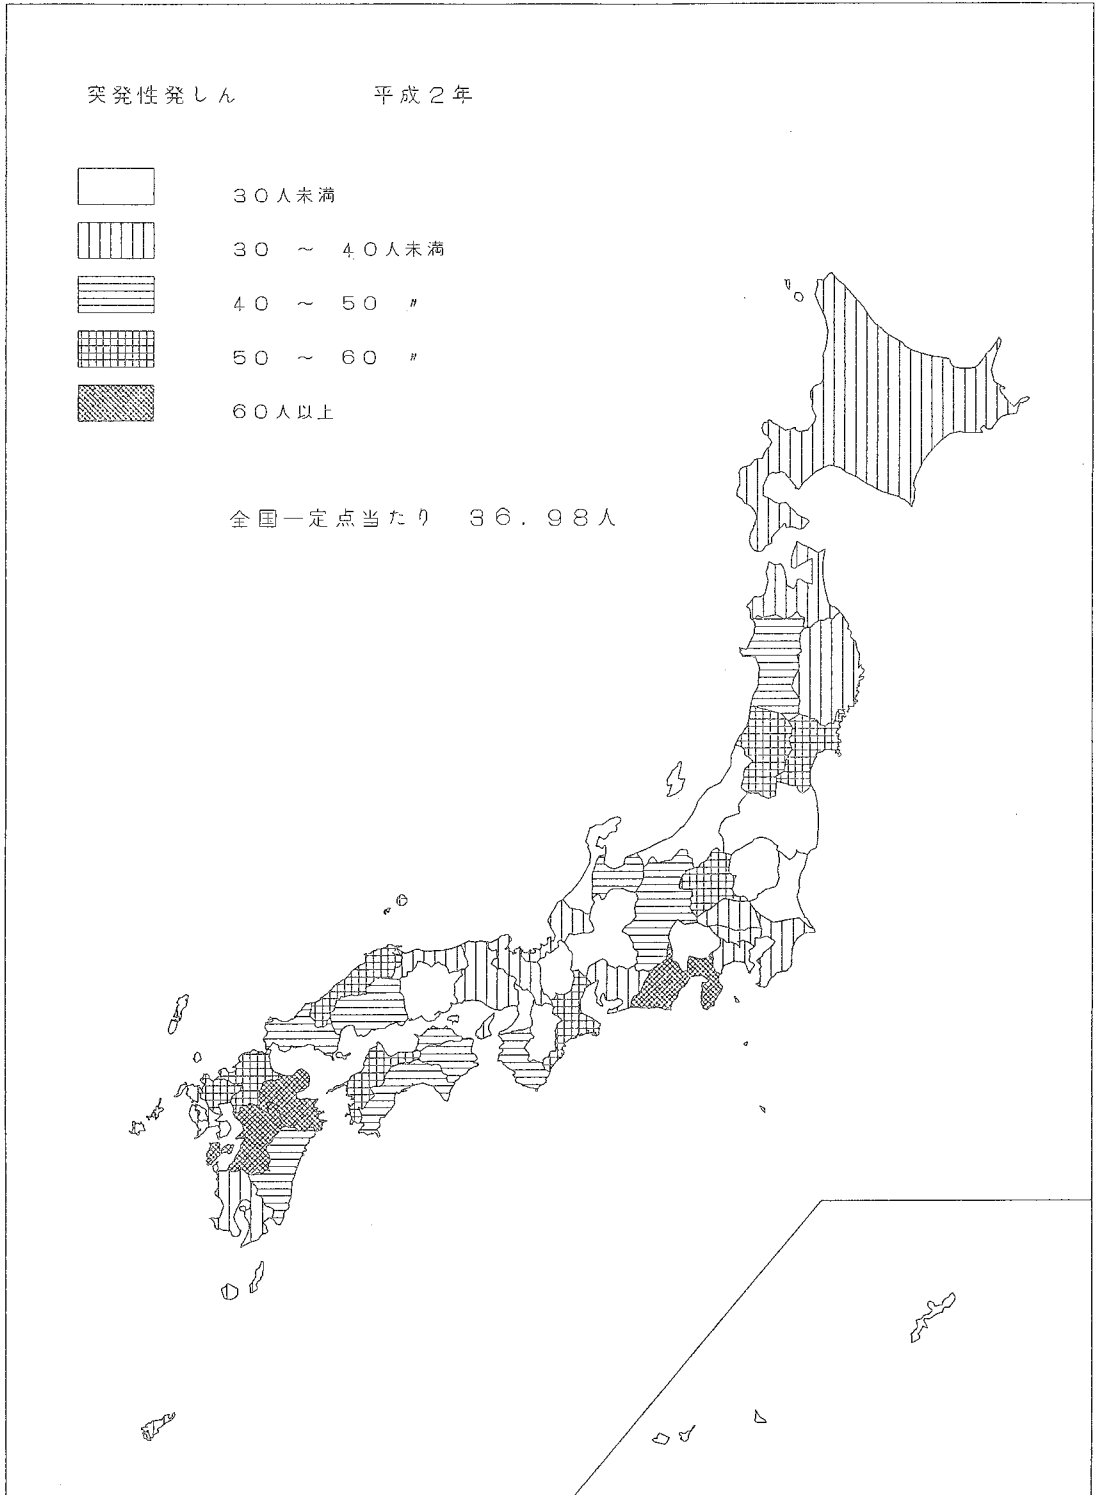 突発性発しん 平成2年
30人未満
30 ～ 40人未満
40 ～ 50 〃
50 ～ 60 〃
60人以上
全国一定点当たり 36.98人